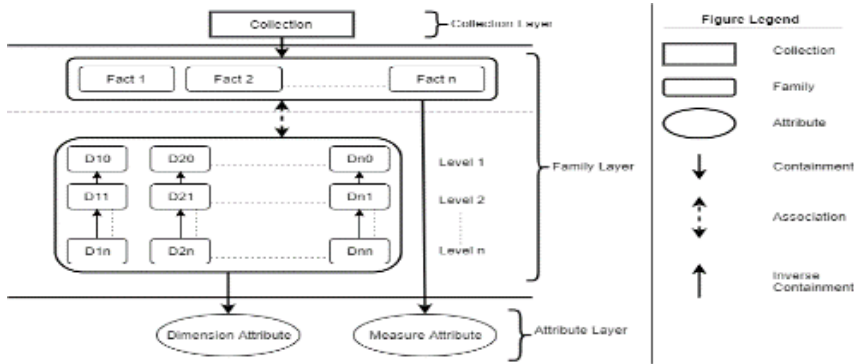 Collection
Collection Layer
Fact 1
Fact 2
Fact n
D10
D20
Dn0
Level 1
D11
D21
Dn1
Level 2
D1n
D2n
Dnn
Level n
Family Layer
Dimension Attribute
Measure Attribute
Attribute Layer
Figure Legend
Collection
Family
Attribute
Containment
Association
Inverse
Containment